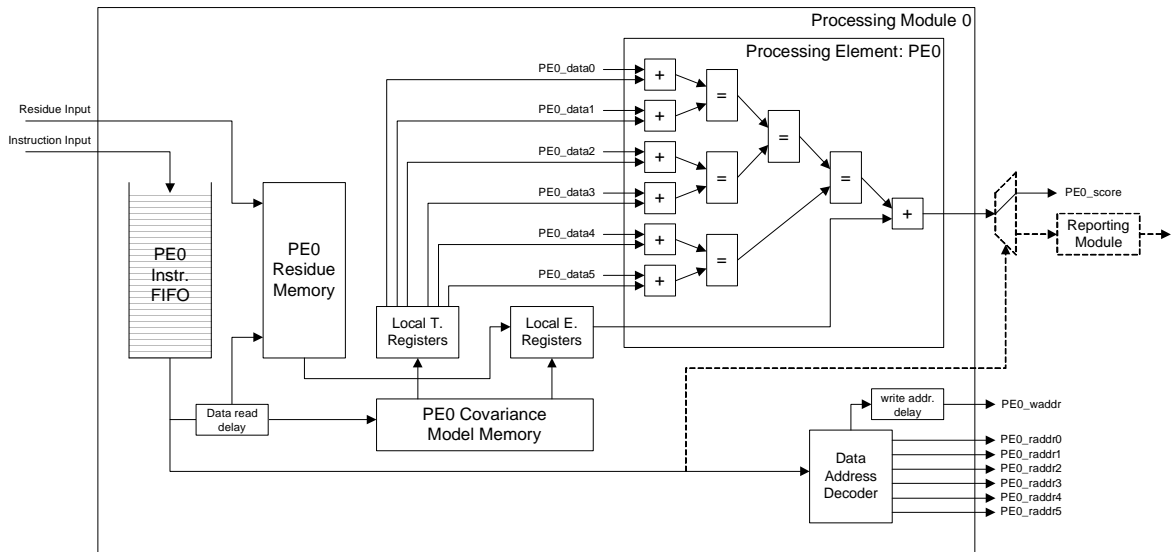 Processing Module 0
Processing Element: PE0
PE0_data0
+
=
PE0_data1
+
=
PE0_data2
+
=
=
PE0_data3
+
PE0_data4
+
=
PE0_data5
+
+
Residue Input
Instruction Input
PE0
Instr.
FIFO
PE0
Residue
Memory
Local T.
Registers
Local E.
Registers
Data read
delay
PE0 Covariance
Model Memory
PE0_score
Reporting
Module
write addr.
delay
PE0_waddr
Data
Address
Decoder
PE0_raddr0
PE0_raddr1
PE0_raddr2
PE0_raddr3
PE0_raddr4
PE0_raddr5